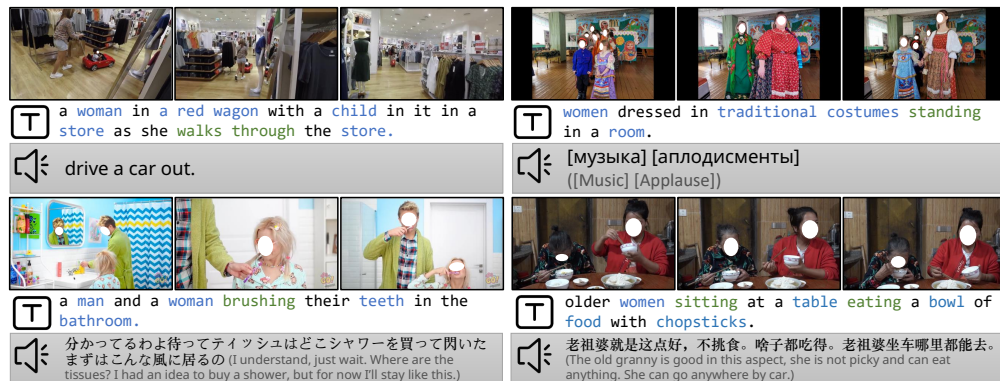 T a woman in a red wagon with a child in it in a
store as she walks through the store.
drive a car out.
T women dressed in traditional costumes standing
in a room.
[музыка] [аплодисменты]
([Music] [Applause])
T a man and a woman brushing their teeth in the
bathroom.
分かってるわよ待ってティッシュはどこシャワーを買って閃いた
まずはこんな風に居るの (I understand, just wait. Where are the
tissues? I had an idea to buy a shower, but for now I'll stay like this.)
T older women sitting at a table eating a bowl of
food with chopsticks.
老祖婆就是这点好，不挑食。啥子都吃得。老祖婆坐车哪里都能去。
(The old granny is good in this aspect, she is not picky and can eat
anything. She can go anywhere by car.)